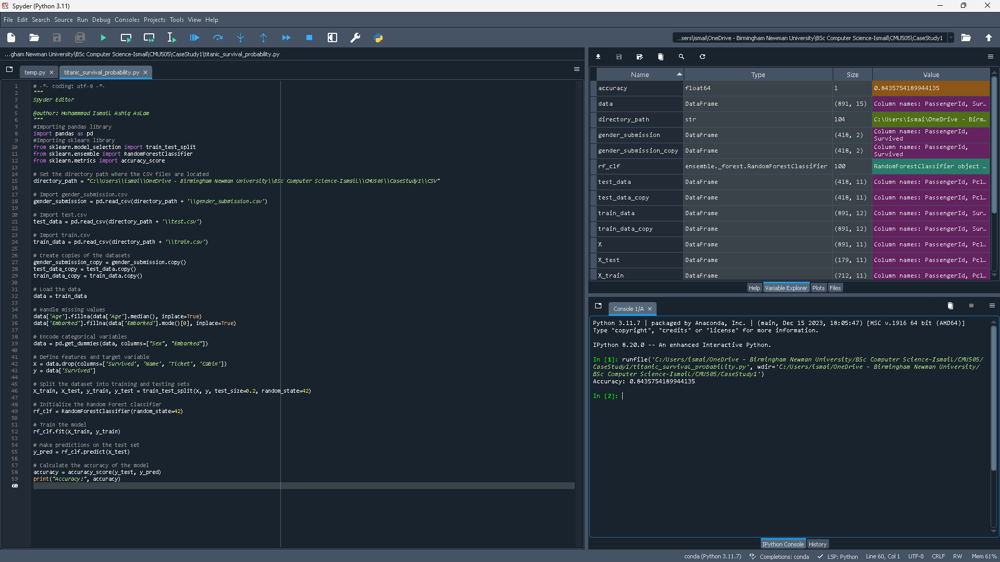 Spyder (Python 3.11)
File Edit Search Source Run Debug Consoles Projects Tools View Help
...sers\ismai\OneDrive - Birmingham Newman University\BSc Computer Science-Ismail\CMU505\CaseStudy1
...gham Newman University\BSc Computer Science-Ismail\CMU505\CaseStudy1\titanic_survival_probability.py
temp.py
titanic_survival_probability.py
1 # -*- coding: utf-8 -*-
2 """
3 Spyder Editor
4
5 @author: Mohammmad Ismail Ashiq Aslam
6 """
7 #Importing pandas library
8 import pandas as pd
9 #Importing sklearn library
10 from sklearn.model_selection import train_test_split
11 from sklearn.ensemble import RandomForestClassifier
12 from sklearn.metrics import accuracy_score
13
14 # Set the directory path where the CSV files are located
15 directory_path = "C:\\Users\\ismai\\OneDrive - Birmingham Newman University\\BSc Computer Science-Ismail\\CMU505\\CaseStudy1\\CSV"
16
17 # Import gender_submission.csv
18 gender_submission = pd.read_csv(directory_path + '\\gender_submission.csv')
19
20 # Import test.csv
21 test_data = pd.read_csv(directory_path + '\\test.csv')
22
23 # Import train.csv
24 train_data = pd.read_csv(directory_path + '\\train.csv')
25
26 # Create copies of the datasets
27 gender_submission_copy = gender_submission.copy()
28 test_data_copy = test_data.copy()
29 train_data_copy = train_data.copy()
30
31 # Load the data
32 data = train_data
33
34 # Handle missing values
35 data['Age'].fillna(data['Age'].median(), inplace=True)
36 data['Embarked'].fillna(data['Embarked'].mode()[0], inplace=True)
37
38 # Encode categorical variables
39 data = pd.get_dummies(data, columns=["Sex", "Embarked"])
40
41 # Define features and target variable
42 X = data.drop(columns=['Survived', 'Name', 'Ticket', 'Cabin'])
43 y = data['Survived']
44
45 # Split the dataset into training and testing sets
46 X_train, X_test, y_train, y_test = train_test_split(X, y, test_size=0.2, random_state=42)
47
48 # Initialize the Random Forest classifier
49 rf_clf = RandomForestClassifier(random_state=42)
50
51 # Train the model
52 rf_clf.fit(X_train, y_train)
53
54 # Make predictions on the test set
55 y_pred = rf_clf.predict(X_test)
56
57 # Calculate the accuracy of the model
58 accuracy = accuracy_score(y_test, y_pred)
59 print("Accuracy:", accuracy)
60
Name Type Size Value
accuracy float64 1 0.8435754189944135
data DataFrame (891, 15) Column names: PassengerId, Sur…
directory_path str 104 C:\Users\ismai\OneDrive - Birm…
gender_submission DataFrame (418, 2) Column names: PassengerId,
Survived
gender_submission_copy DataFrame (418, 2) Column names: PassengerId,
Survived
rf_clf ensemble._forest.RandomForestClassifier 100 RandomForestClassifier object …
test_data DataFrame (418, 11) Column names: PassengerId, Pcl…
test_data_copy DataFrame (418, 11) Column names: PassengerId, Pcl…
train_data DataFrame (891, 12) Column names: PassengerId, Sur…
train_data_copy DataFrame (891, 12) Column names: PassengerId, Sur…
X DataFrame (891, 11) Column names: PassengerId, Pcl…
X_test DataFrame (179, 11) Column names: PassengerId, Pcl…
X_train DataFrame (712, 11) Column names: PassengerId, Pcl…
Help Variable Explorer Plots Files
Console 1/A
Python 3.11.7 | packaged by Anaconda, Inc. | (main, Dec 15 2023, 18:05:47) [MSC v.1916 64 bit (AMD64)]
Type "copyright", "credits" or "license" for more information.
IPython 8.20.0 -- An enhanced Interactive Python.
In [1]: runfile('C:/Users/ismai/OneDrive - Birmingham Newman University/BSc Computer Science-Ismail/CMU505/
CaseStudy1/titanic_survival_probability.py', wdir='C:/Users/ismai/OneDrive - Birmingham Newman University/
BSc Computer Science-Ismail/CMU505/CaseStudy1')
Accuracy: 0.8435754189944135
In [2]:
IPython Console History
conda (Python 3.11.7) Completions: conda LSP: Python Line 60, Col 1 UTF-8 CRLF RW Mem 61%